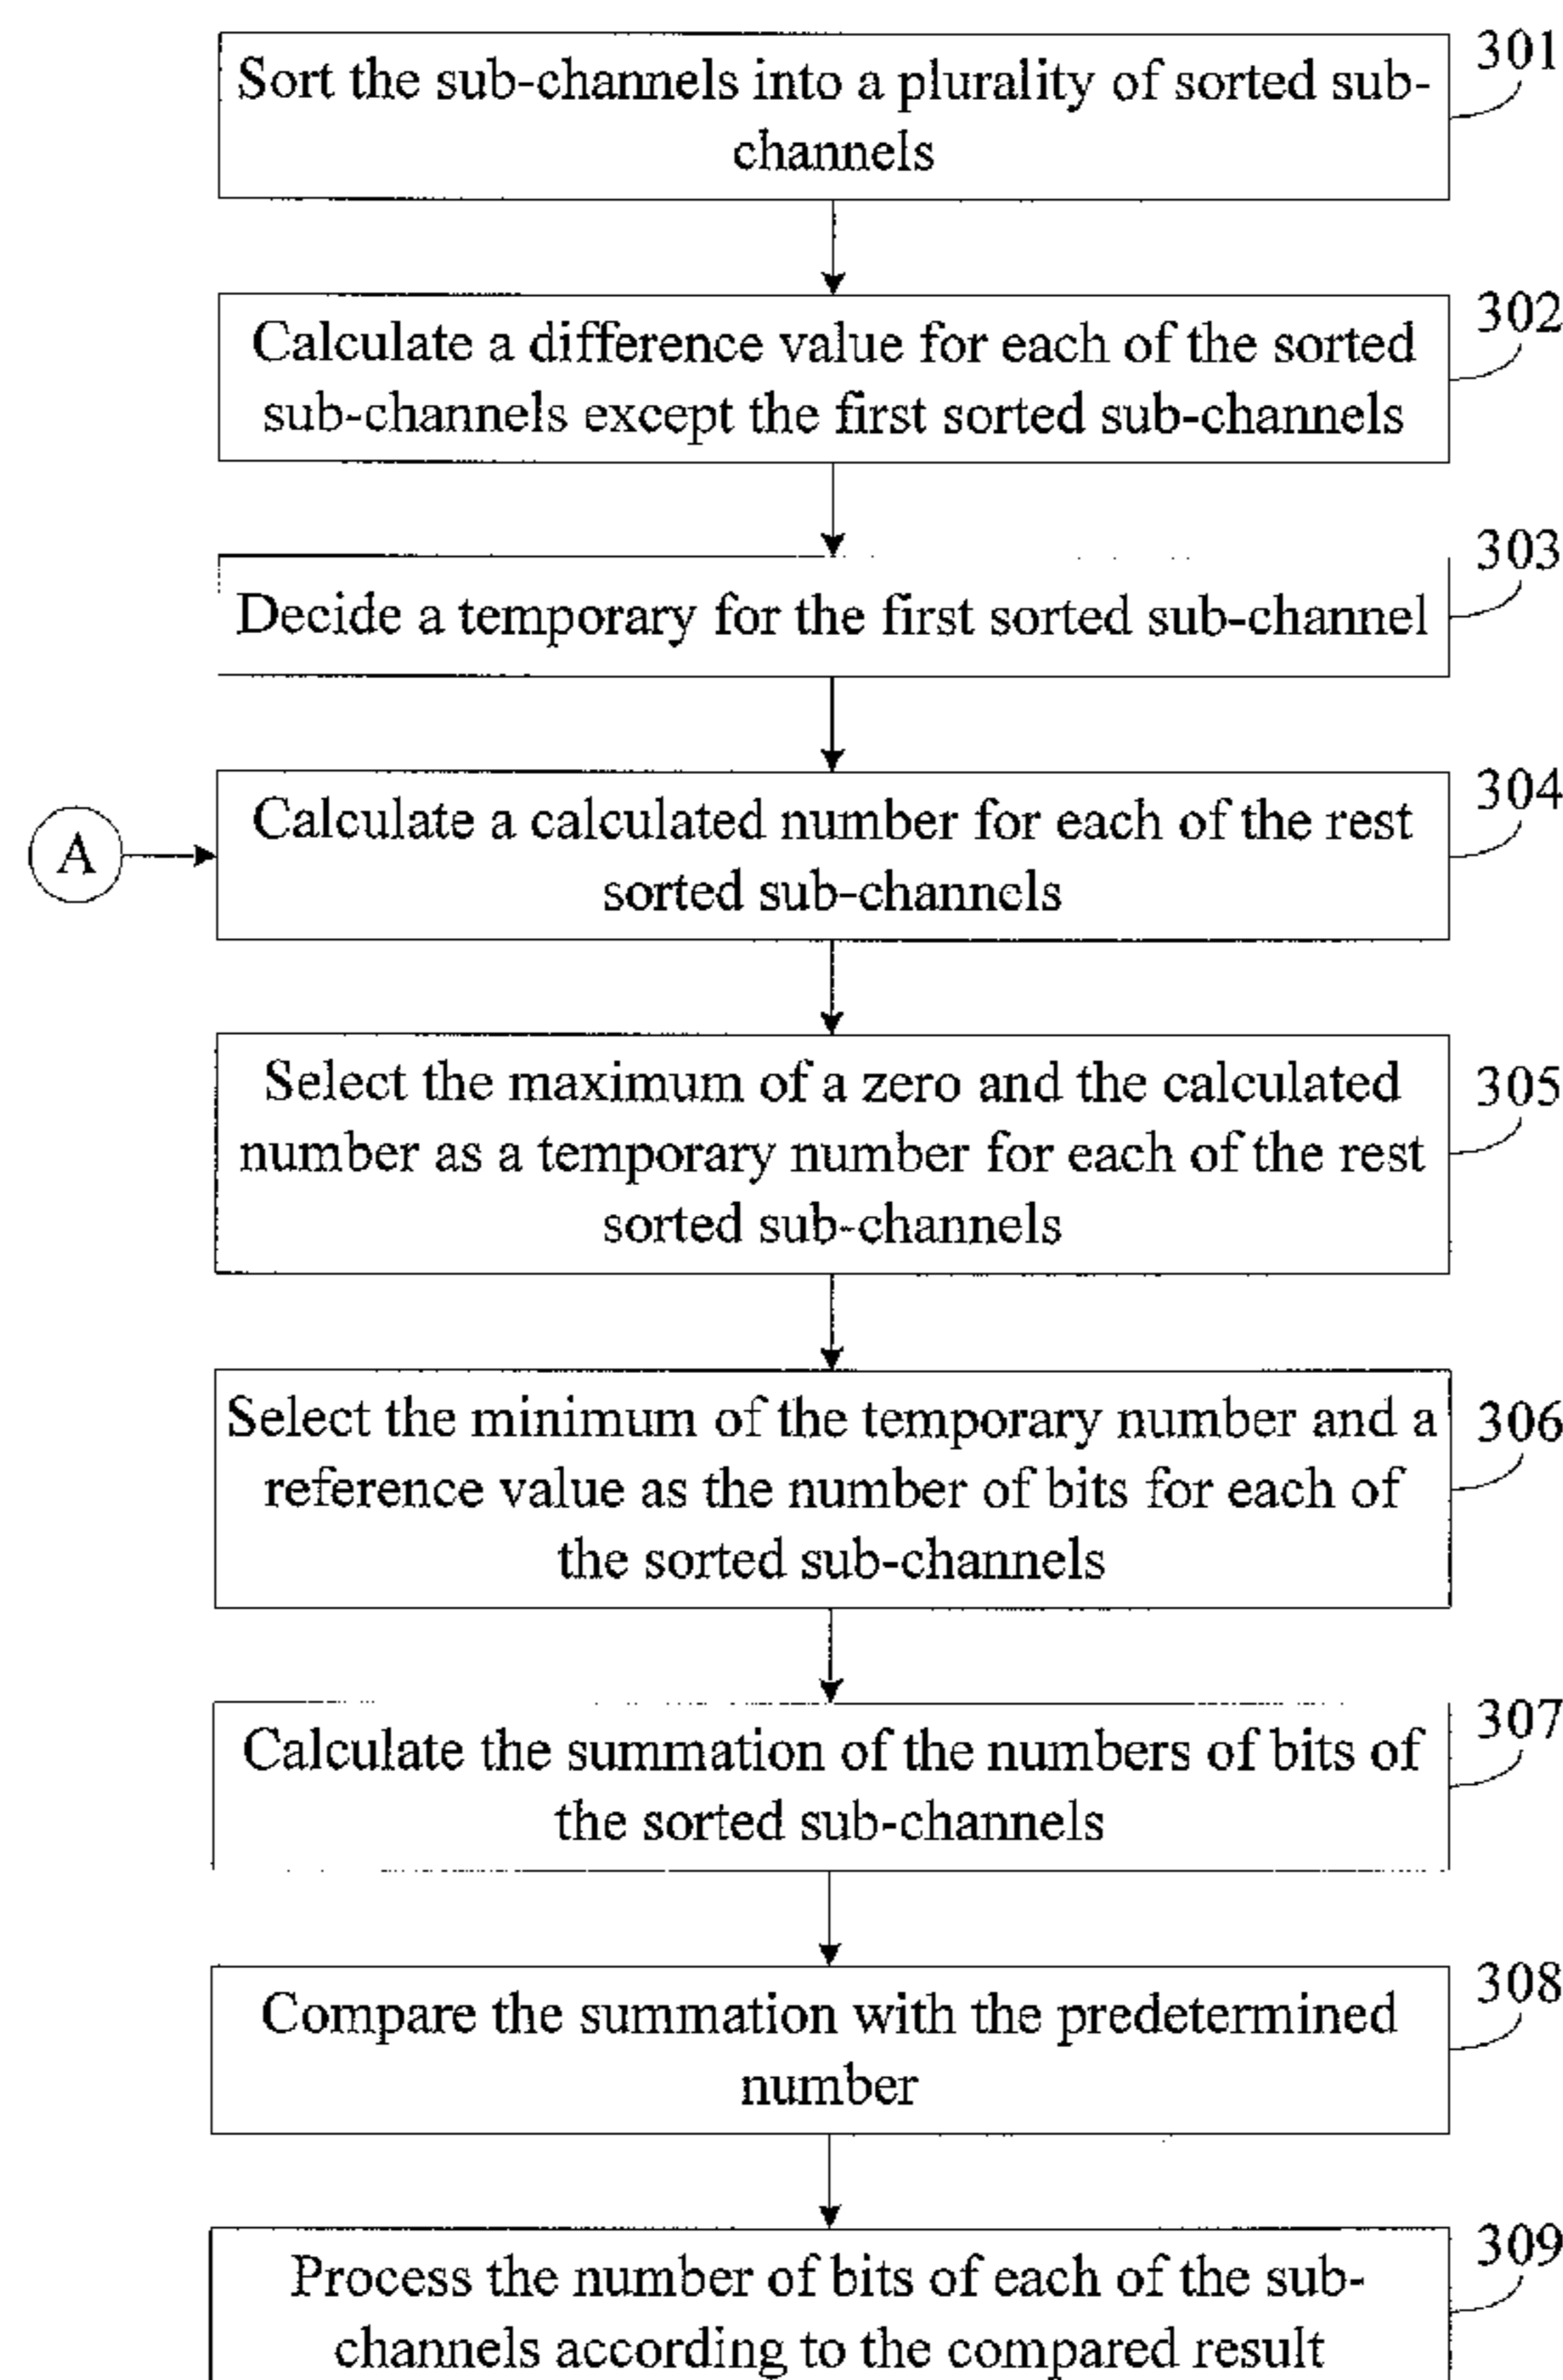 301
Sort the sub-channels into a plurality of sorted sub-
channels
302
Calculate a difference value for each of the sorted
sub-channels except the first sorted sub-channels
303
Decide a temporary for the first sorted sub-channel
304
Calculate a calculated number for each of the rest
sorted sub-channels
A
305
Select the maximum of a zero and the calculated
number as a temporary number for each of the rest
sorted sub-channels
306
Select the minimum of the temporary number and a
reference value as the number of bits for each of
the sorted sub-channels
307
Calculate the summation of the numbers of bits of
the sorted sub-channels
308
Compare the summation with the predetermined
number
309
Process the number of bits of each of the sub-
channels according to the compared result